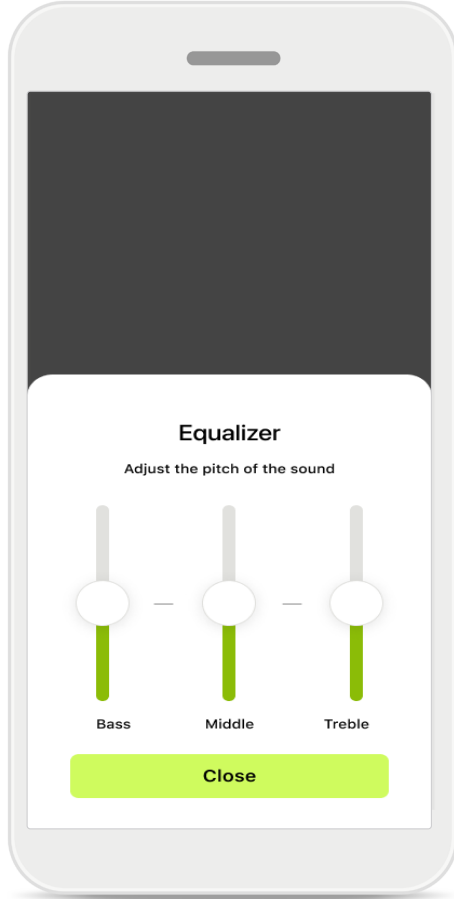 Equalizer
Adjust the pitch of the sound
Bass Middle Treble
Close